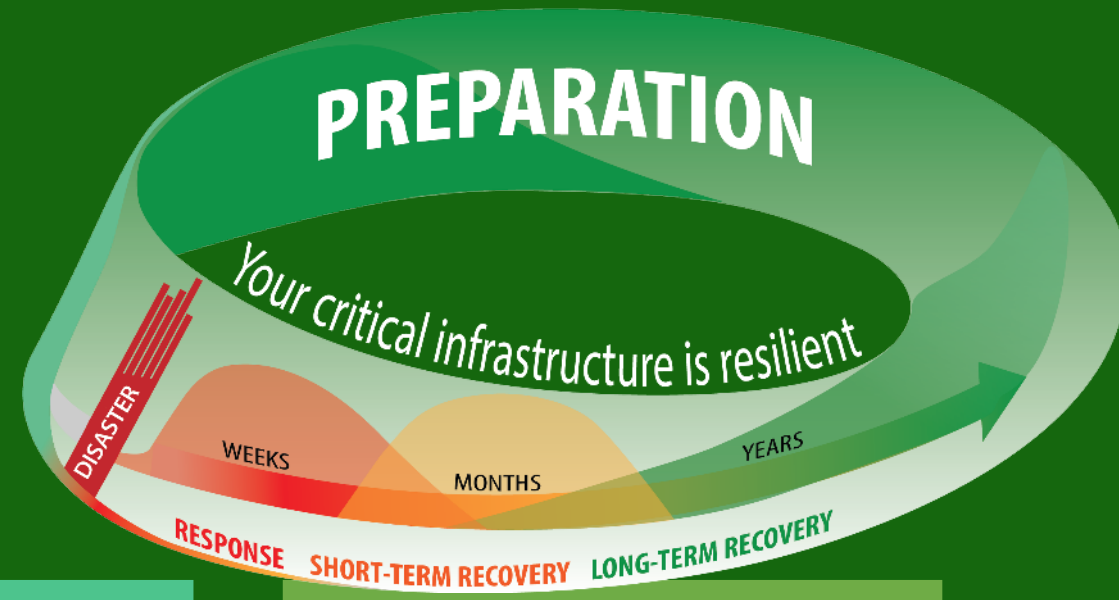 PREPARATION
Your critical infrastructure is resilient
DISASTER
WEEKS
MONTHS
YEARS
RESPONSE
SHORT-TERM RECOVERY
LONG-TERM RECOVERY